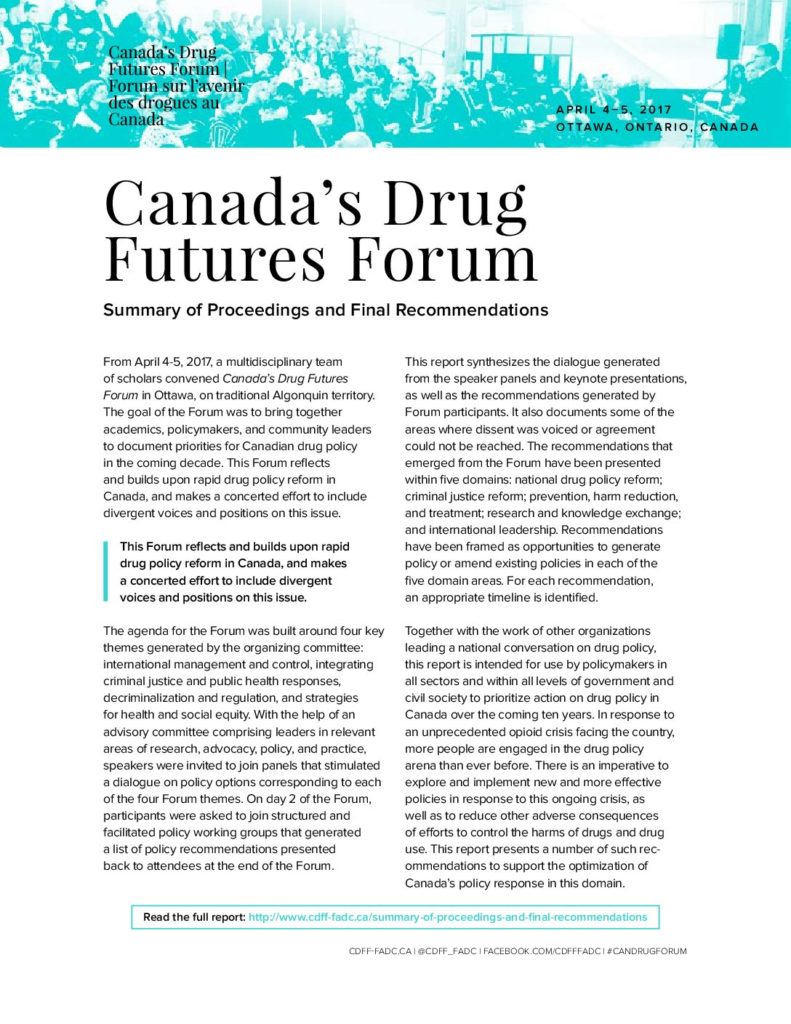 Canada's Drug
Futures Forum |
Forum sur l'avenir
des drogues au
Canada
APRIL 4–5, 2017
OTTAWA, ONTARIO, CANADA
Canada's Drug
Futures Forum
Summary of Proceedings and Final Recommendations
From April 4-5, 2017, a multidisciplinary team
of scholars convened Canada's Drug Futures
Forum in Ottawa, on traditional Algonquin territory.
The goal of the Forum was to bring together
academics, policymakers, and community leaders
to document priorities for Canadian drug policy
in the coming decade. This Forum reflects
and builds upon rapid drug policy reform in
Canada, and makes a concerted effort to include
divergent voices and positions on this issue.
This Forum reflects and builds upon rapid
drug policy reform in Canada, and makes
a concerted effort to include divergent
voices and positions on this issue.
The agenda for the Forum was built around four key
themes generated by the organizing committee:
international management and control, integrating
criminal justice and public health responses,
decriminalization and regulation, and strategies
for health and social equity. With the help of an
advisory committee comprising leaders in relevant
areas of research, advocacy, policy, and practice,
speakers were invited to join panels that stimulated
a dialogue on policy options corresponding to each
of the four Forum themes. On day 2 of the Forum,
participants were asked to join structured and
facilitated policy working groups that generated
a list of policy recommendations presented
back to attendees at the end of the Forum.
This report synthesizes the dialogue generated
from the speaker panels and keynote presentations,
as well as the recommendations generated by
Forum participants. It also documents some of the
areas where dissent was voiced or agreement
could not be reached. The recommendations that
emerged from the Forum have been presented
within five domains: national drug policy reform;
criminal justice reform; prevention, harm reduction,
and treatment; research and knowledge exchange;
and international leadership. Recommendations
have been framed as opportunities to generate
policy or amend existing policies in each of the
five domain areas. For each recommendation,
an appropriate timeline is identified.
Together with the work of other organizations
leading a national conversation on drug policy,
this report is intended for use by policymakers in
all sectors and within all levels of government and
civil society to prioritize action on drug policy in
Canada over the coming ten years. In response to
an unprecedented opioid crisis facing the country,
more people are engaged in the drug policy
arena than ever before. There is an imperative to
explore and implement new and more effective
policies in response to this ongoing crisis, as
well as to reduce other adverse consequences
of efforts to control the harms of drugs and drug
use. This report presents a number of such rec-
ommendations to support the optimization of
Canada's policy response in this domain.
Read the full report: http://www.cdff-fadc.ca/summary-of-proceedings-and-final-recommendations
CDFF-FADC.CA | @CDFF_FADC | FACEBOOK.COM/CDFFFADC | #CANDRUGFORUM